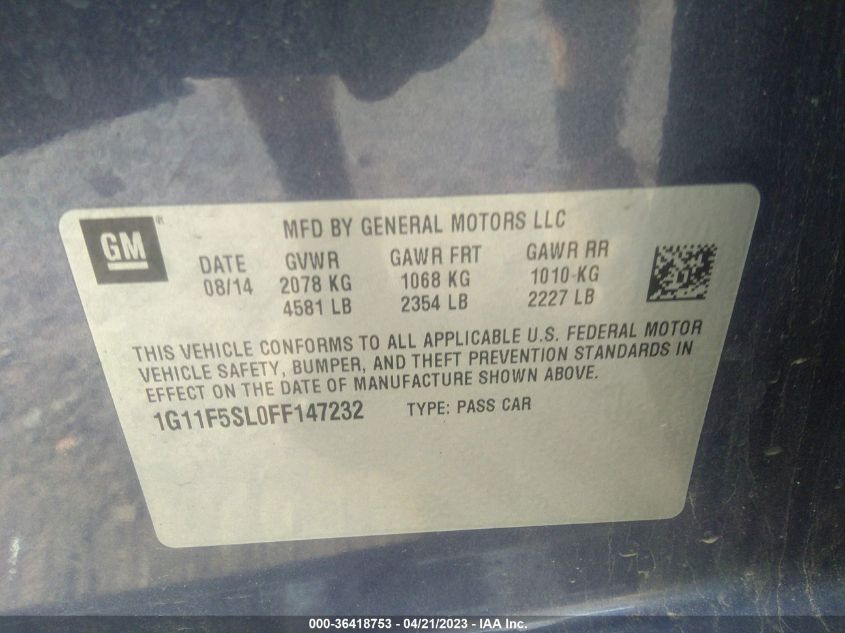 GM
MFD BY GENERAL MOTORS LLC
DATE GVWR GAWR FRT GAWR RR
08/14 2078 KG 1068 KG 1010 KG
4581 LB 2354 LB 2227 LB
THIS VEHICLE CONFORMS TO ALL APPLICABLE U.S. FEDERAL MOTOR
VEHICLE SAFETY, BUMPER, AND THEFT PREVENTION STANDARDS IN
EFFECT ON THE DATE OF MANUFACTURE SHOWN ABOVE.
1G11F5SL0FF147232 TYPE: PASS CAR
000-36418753 - 04/21/2023 - IAA Inc.